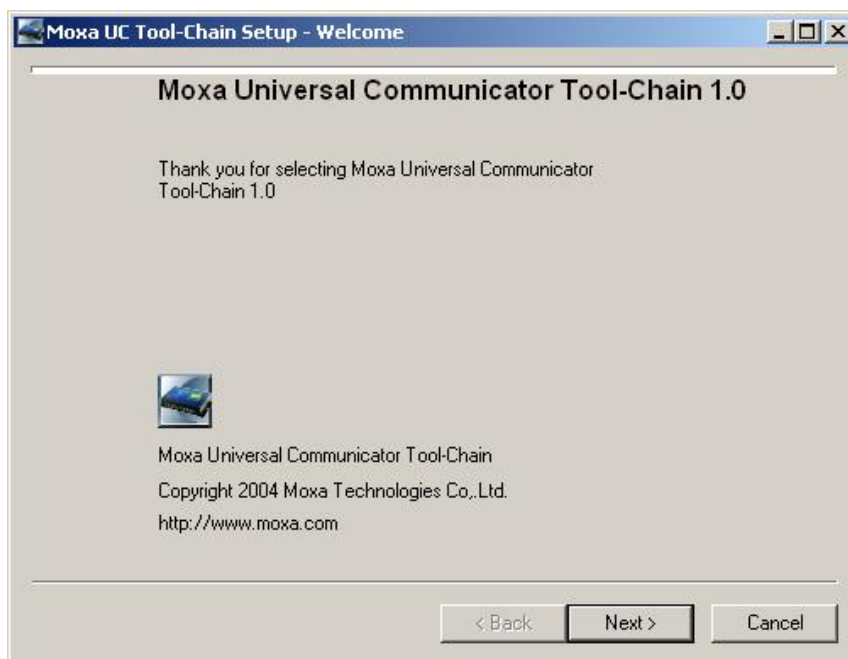 Moxa UC Tool-Chain Setup - Welcome
Moxa Universal Communicator Tool-Chain 1.0
Thank you for selecting Moxa Universal Communicator
Tool-Chain 1.0
Moxa Universal Communicator Tool-Chain
Copyright 2004 Moxa Technologies Co,.Ltd.
http://www.moxa.com
< Back
Next >
Cancel